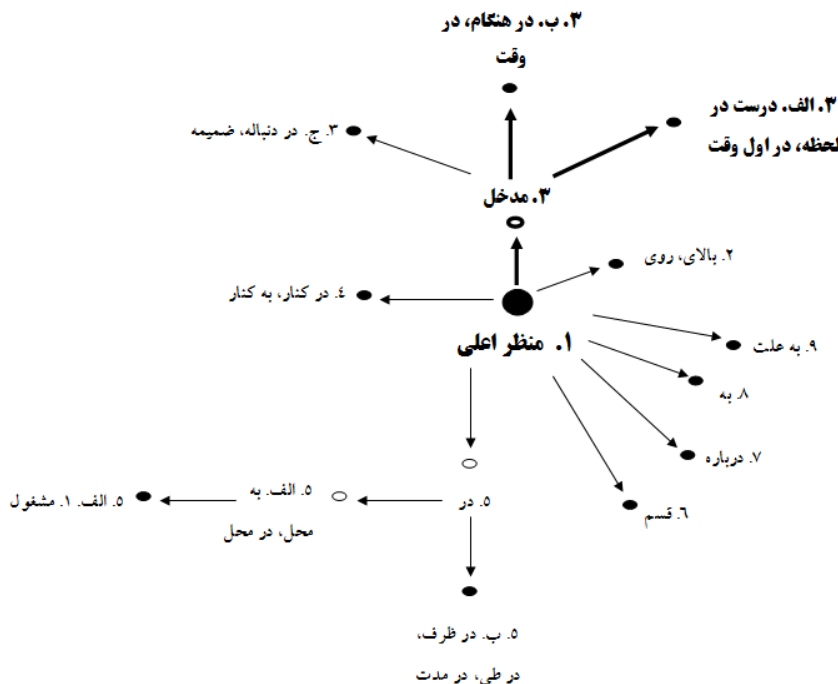 ۳. ب. در هنگام، در
وقت
۳. الف. درست در
لحظه، در اول وقت
۳. ج. در دنباله، ضمیمه
۳. مدخل
۲. بالای، روی
۴. در کنار، به کنار
۱. منظر اعلی
۹. به علت
۸. به
۷. درباره
۶. قسم
۵. در
۵. الف. به
محل، در محل
۵. الف. ۱. مشغول
۵. ب. در ظرف،
در طی، در مدت